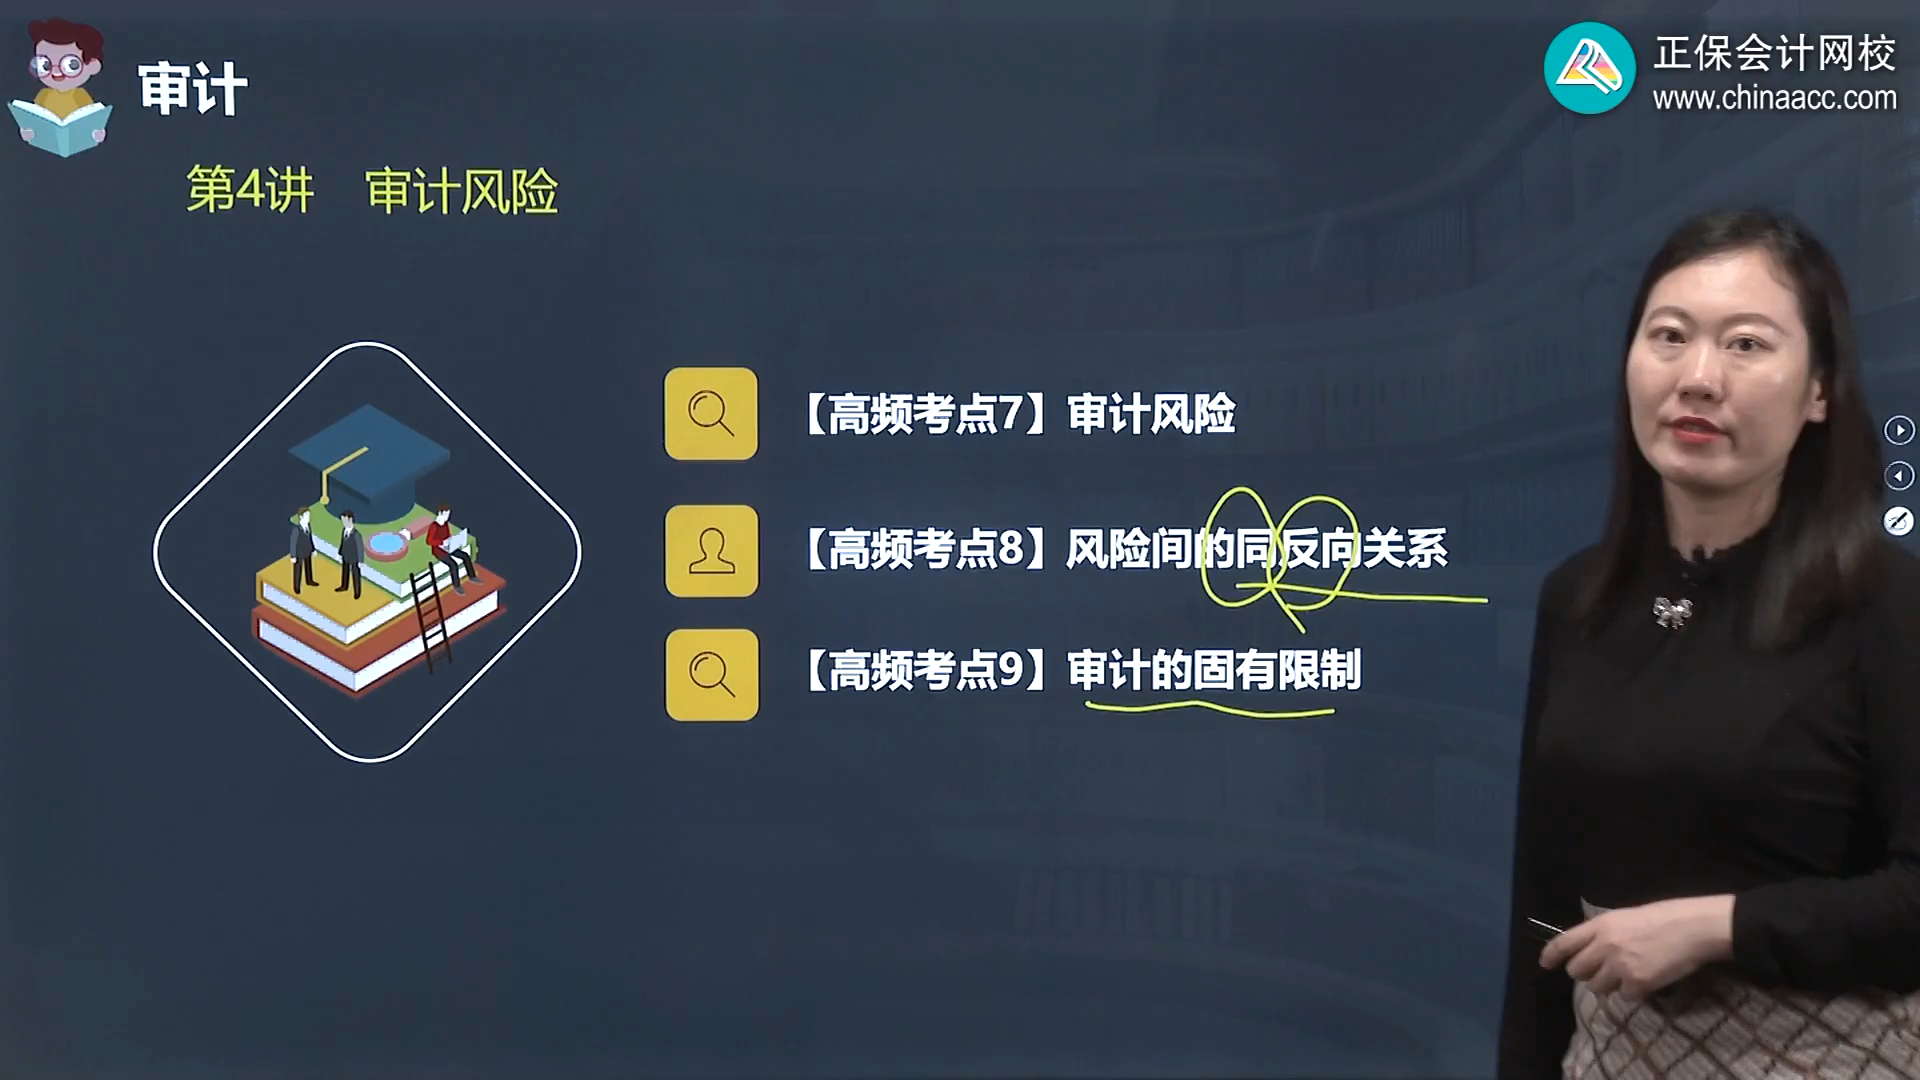 审计
正保会计网校
www.chinaacc.com
第4讲 审计风险
【高频考点7】审计风险
【高频考点8】风险间的同反向关系
【高频考点9】审计的固有限制